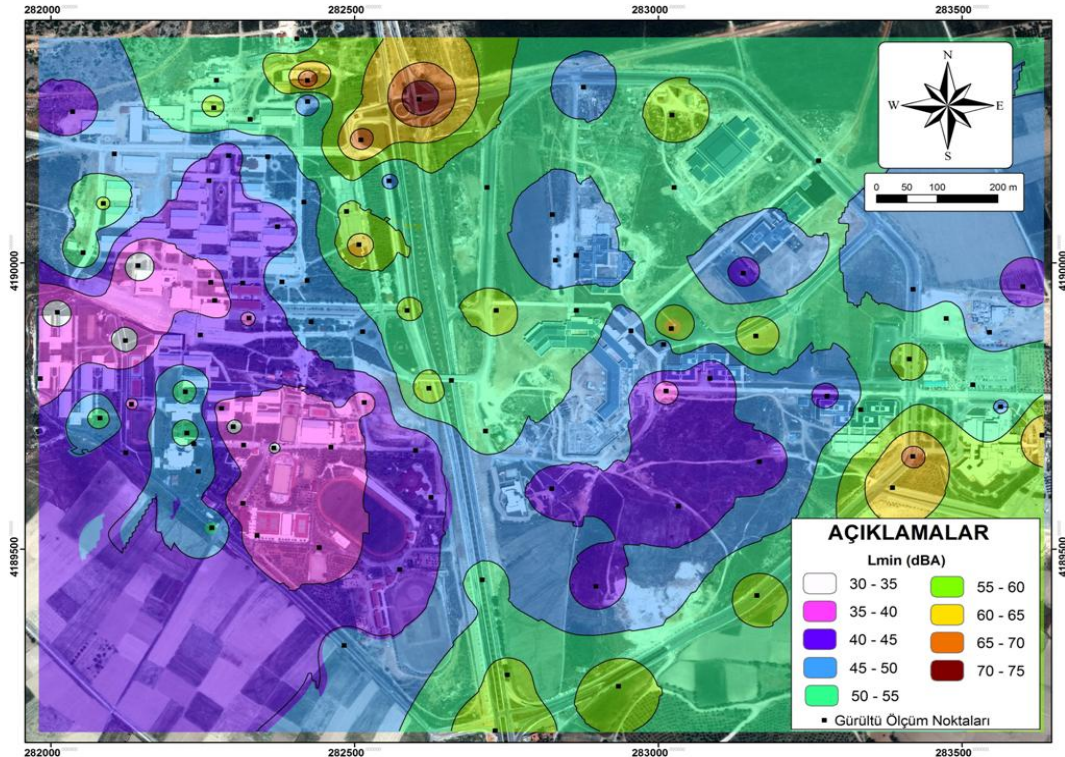 282000 282500 283000 283500
N
W E
S
0 50 100 200 m
4190000 4190000
4189500 4189500
AÇIKLAMALAR
Lmin (dBA)
30 - 35 55 - 60
35 - 40 60 - 65
40 - 45 65 - 70
45 - 50 70 - 75
50 - 55
Gürültü Ölçüm Noktaları
282000 282500 283000 283500